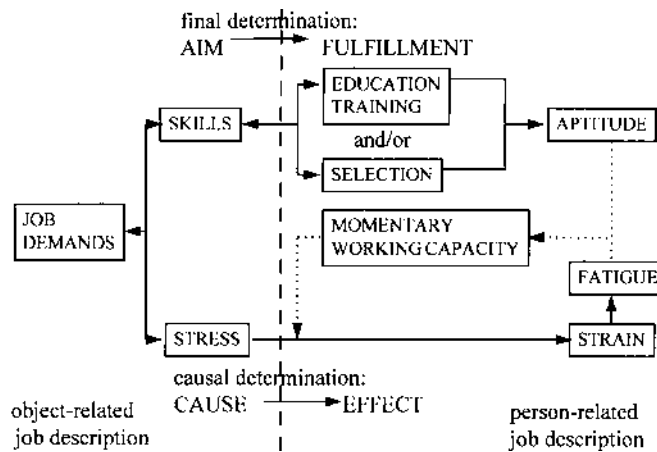 final determination:
AIM
FULFILLMENT
EDUCATION
TRAINING
SKILLS
and/or
APTITUDE
SELECTION
JOB
DEMANDS
MOMENTARY
WORKING CAPACITY
FATIGUE
STRESS
STRAIN
causal determination:
CAUSE
EFFECT
object-related
job description
person-related
job description